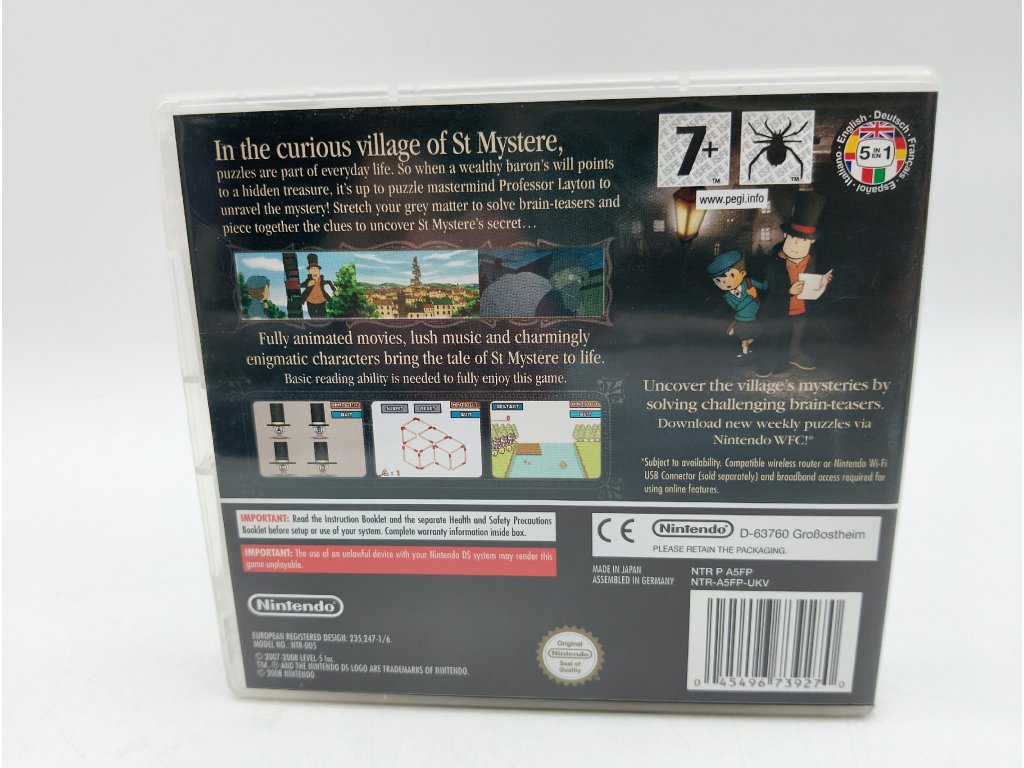 In the curious village of St Mystere,
puzzles are part of everyday life. So when a wealthy baron's will points
to a hidden treasure, it's up to puzzle mastermind Professor Layton to
unravel the mystery! Stretch your grey matter to solve brain-teasers and
piece together the clues to uncover St Mystere's secret...
7+
TM
TM
www.pegi.info
English · Deutsch · Français · Español · Italiano ·
5 IN EN 1
Fully animated movies, lush music and charmingly
enigmatic characters bring the tale of St Mystere to life.
Basic reading ability is needed to fully enjoy this game.
QUIT
A B
C D
SUBMIT RESET
QUIT
: 1
RESTART
0
Uncover the village's mysteries by
solving challenging brain-teasers.
Download new weekly puzzles via
Nintendo WFC!*
*Subject to availability. Compatible wireless router or Nintendo Wi-Fi
USB Connector (sold separately) and broadband access required for
using online features.
IMPORTANT: Read the Instruction Booklet and the separate Health and Safety Precautions
Booklet before setup or use of your system. Complete warranty information inside box.
IMPORTANT: The use of an unlawful device with your Nintendo DS system may render this
game unplayable.
CE Nintendo® D-63760 Großostheim
PLEASE RETAIN THE PACKAGING.
MADE IN JAPAN
ASSEMBLED IN GERMANY
NTR P A5FP
NTR-A5FP-UKV
Nintendo®
EUROPEAN REGISTERED DESIGN: 235,247-1/6.
MODEL NO.: NTR-005
© 2007-2008 LEVEL-5 Inc.
TM, ® AND THE NINTENDO DS LOGO ARE TRADEMARKS OF NINTENDO.
© 2008 NINTENDO.
Original
Nintendo
Seal of
Quality
0 45496 73927 0